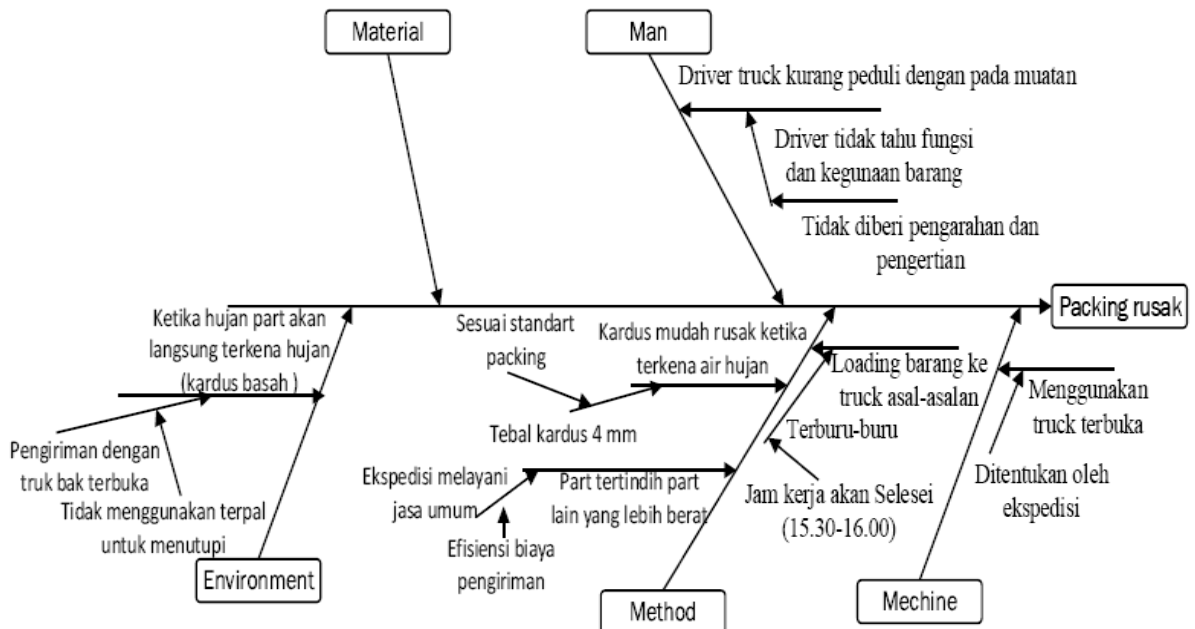 Material
Man
Driver truck kurang peduli dengan pada muatan
Driver tidak tahu fungsi
dan kegunaan barang
Tidak diberi pengarahan dan
pengertian
Packing rusak
Ketika hujan part akan
langsung terkena hujan
(kardus basah )
Pengiriman dengan
truk bak terbuka
Tidak menggunakan terpal
untuk menutupi
Environment
Sesuai standart
packing
Kardus mudah rusak ketika
terkena air hujan
Tebal kardus 4 mm
Ekspedisi melayani
jasa umum
Part tertindih part
lain yang lebih berat
Efisiensi biaya
pengiriman
Loading barang ke
truck asal-asalan
Terburu-buru
Jam kerja akan Selesei
(15.30-16.00)
Method
Menggunakan
truck terbuka
Ditentukan oleh
ekspedisi
Mechine